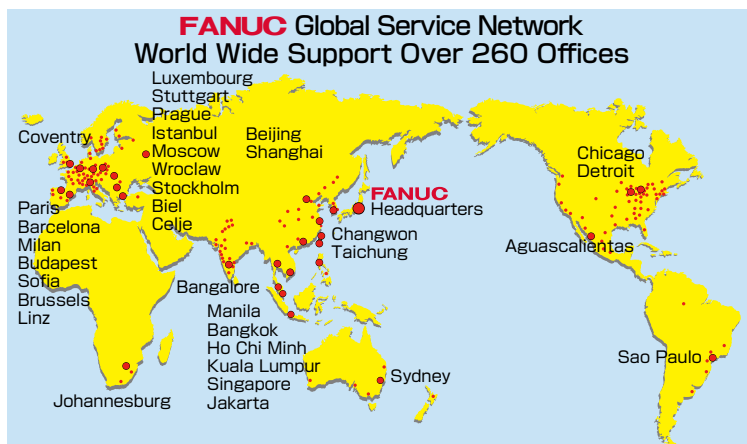 FANUC Global Service Network
World Wide Support Over 260 Offices
Luxembourg
Stuttgart
Prague
Istanbul
Moscow
Wroclaw
Stockholm
Biel
Celje
Coventry
Beijing
Shanghai
Chicago
Detroit
FANUC
Headquarters
Paris
Barcelona
Milan
Budapest
Sofia
Brussels
Linz
Changwon
Taichung
Aguascalientas
Bangalore
Manila
Bangkok
Ho Chi Minh
Kuala Lumpur
Singapore
Jakarta
Sao Paulo
Sydney
Johannesburg